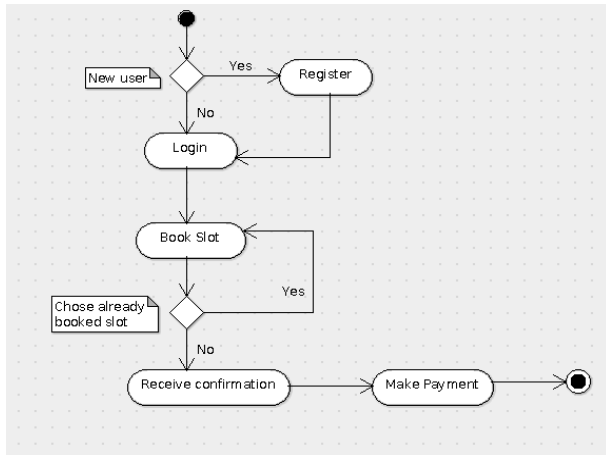 New user
Yes
Register
No
Login
Book Slot
Yes
Chose already
booked slot
No
Receive confirmation
Make Payment